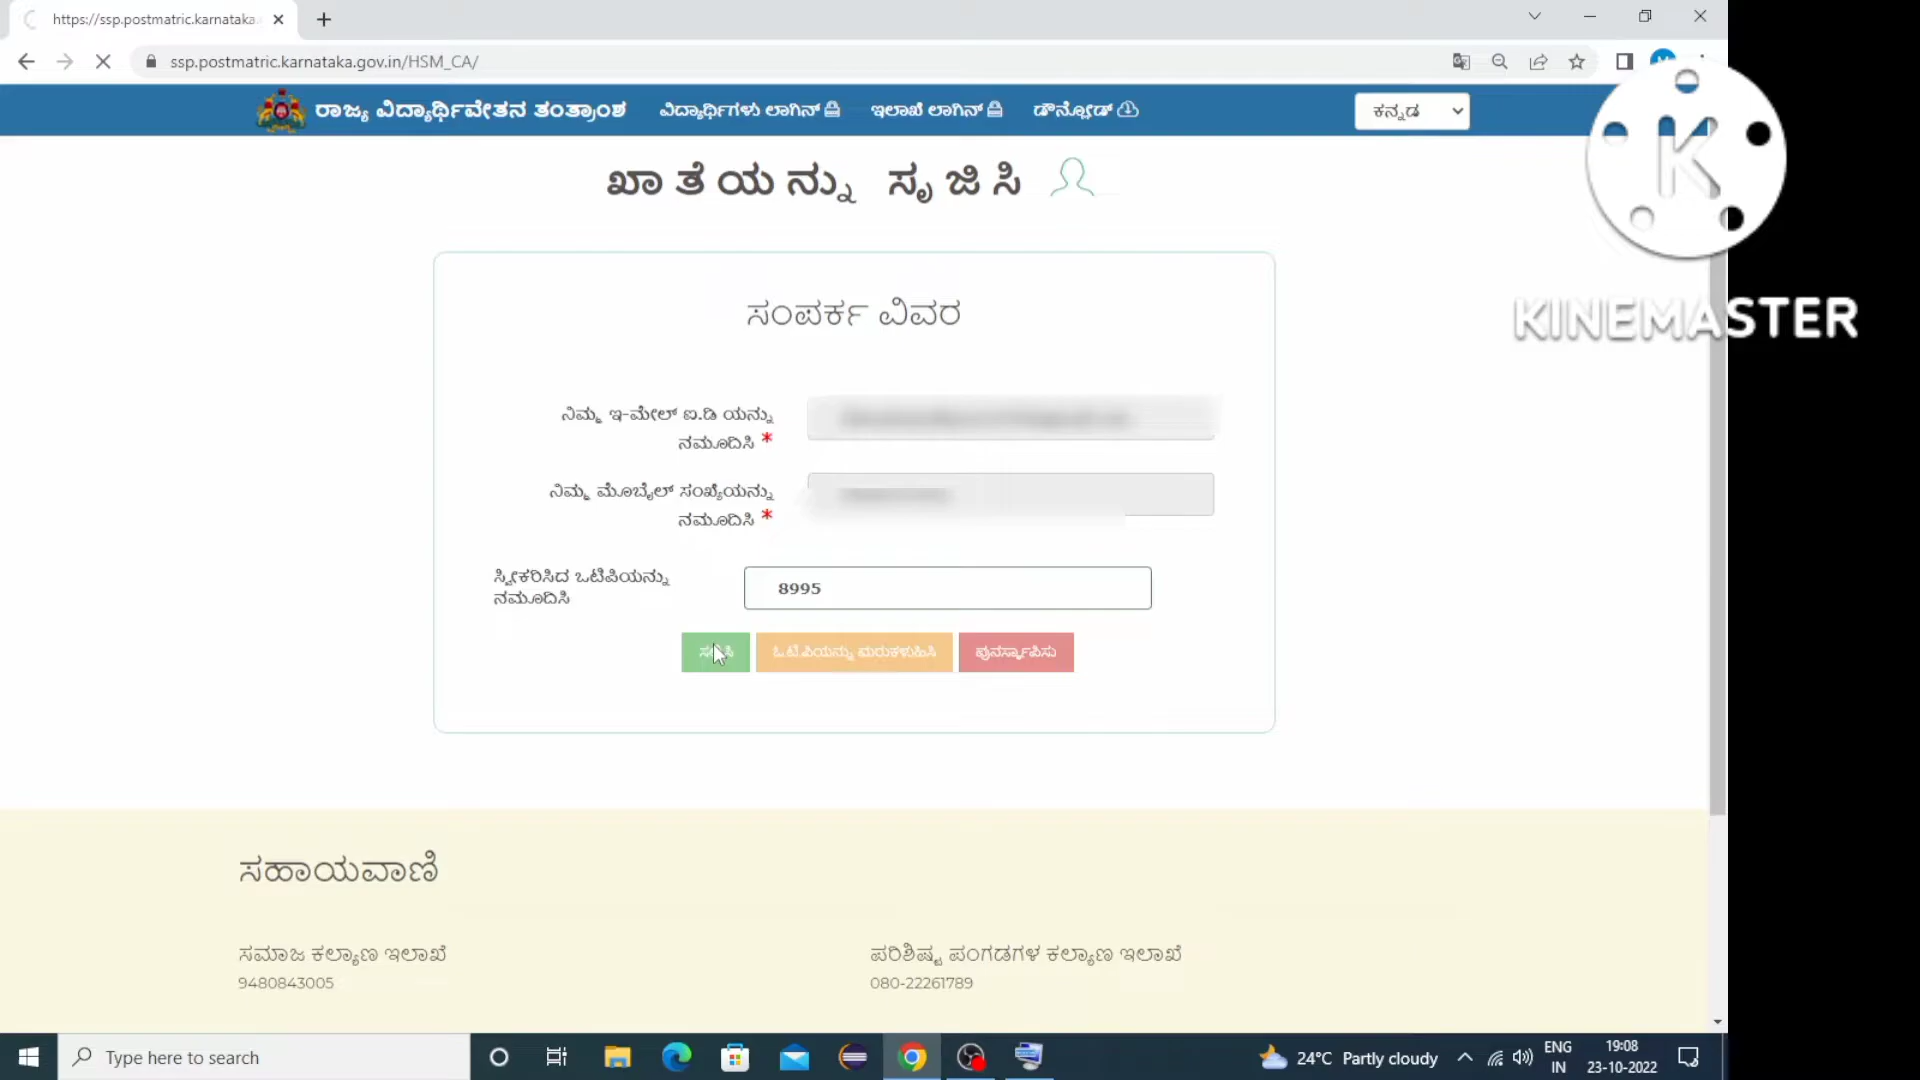 https://ssp.postmatric.karnataka.
ssp.postmatric.karnataka.gov.in/HSM_CA/
ರಾಜ್ಯ ವಿದ್ಯಾರ್ಥಿವೇತನ ತಂತ್ರಾಂಶ ವಿದ್ಯಾರ್ಥಿಗಳು ಲಾಗಿನ್ ಇಲಾಖೆ ಲಾಗಿನ್ ಡೌನ್ಲೋಡ್ ಕನ್ನಡ
ಖಾತೆಯನ್ನು ಸೃಜಿಸಿ
K
KINEMASTER
ಸಂಪರ್ಕ ವಿವರ
ನಿಮ್ಮ ಇ-ಮೇಲ್ ಐ.ಡಿ ಯನ್ನು
ನಮೂದಿಸಿ *
ನಿಮ್ಮ ಮೊಬೈಲ್ ಸಂಖ್ಯೆಯನ್ನು
ನಮೂದಿಸಿ *
ಸ್ವೀಕರಿಸಿದ ಒಟಿಪಿಯನ್ನು
ನಮೂದಿಸಿ
8995
ಓ.ಟಿ.ಪಿಯನ್ನು ಮರುಕಳುಹಿಸಿ ಪುನರ್ಸ್ಥಾಪಿಸು
ಸಹಾಯವಾಣಿ
ಸಮಾಜ ಕಲ್ಯಾಣ ಇಲಾಖೆ
9480843005
ಪರಿಶಿಷ್ಟ ಪಂಗಡಗಳ ಕಲ್ಯಾಣ ಇಲಾಖೆ
080-22261789
Type here to search
24°C Partly cloudy
ENG
IN
19:08
23-10-2022